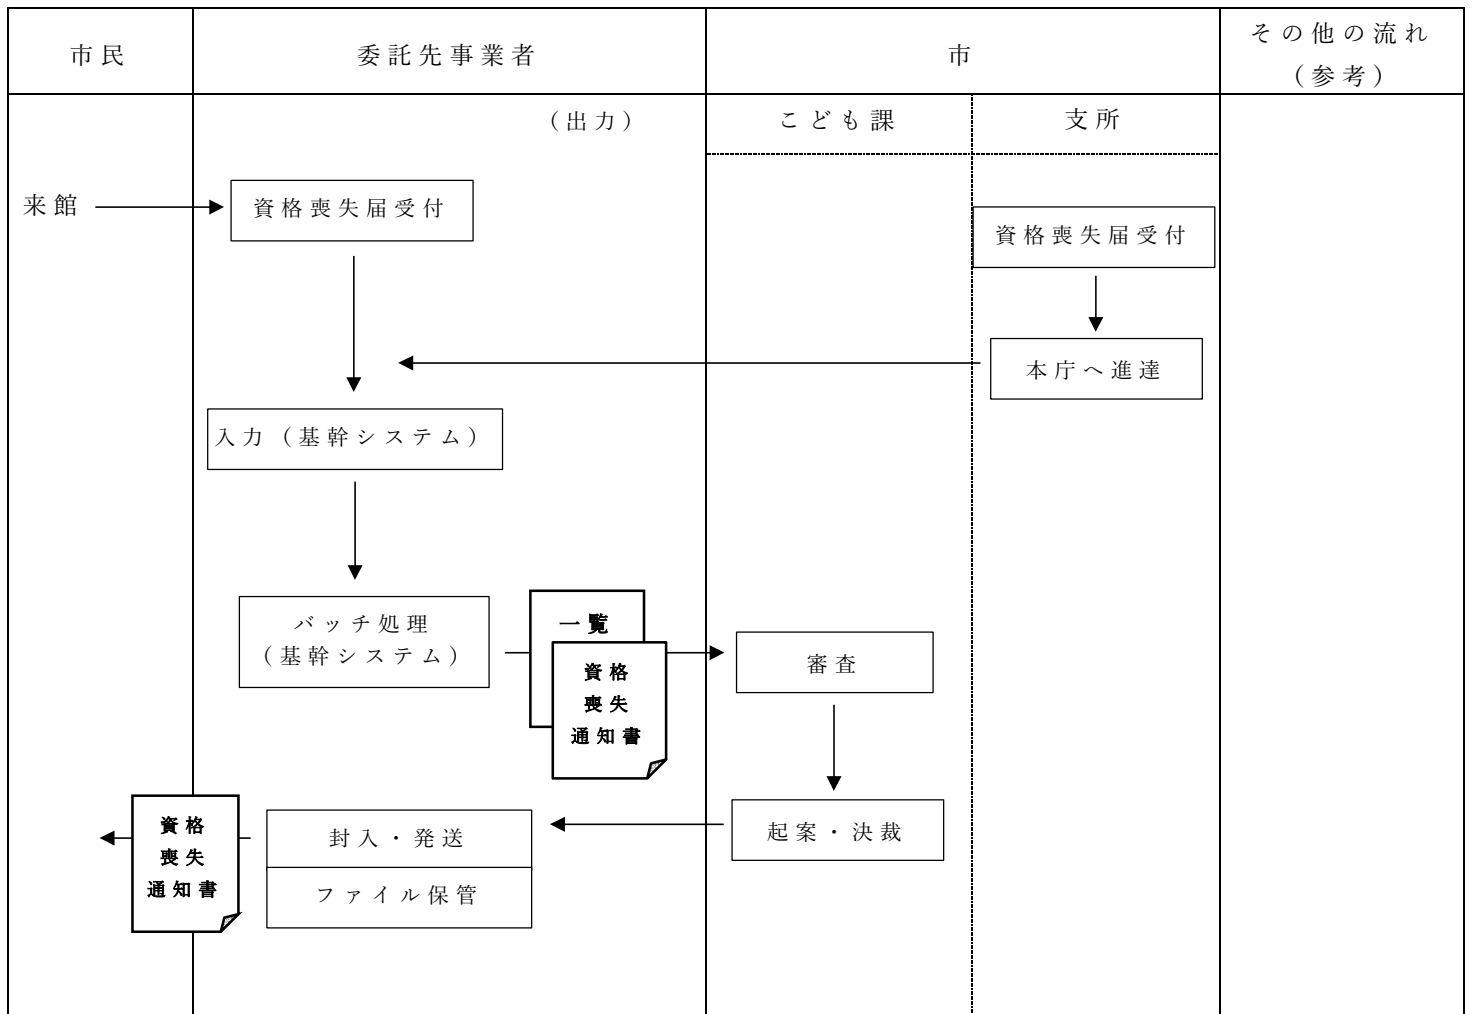 市民
委託先事業者
市
その他の流れ
（参考）
（出力）
こども課
支所
来館
資格喪失届受付
資格喪失届受付
本庁へ進達
入力（基幹システム）
バッチ処理
（基幹システム）
一覧
資格
喪失
通知書
審査
起案・決裁
封入・発送
ファイル保管
資格
喪失
通知書